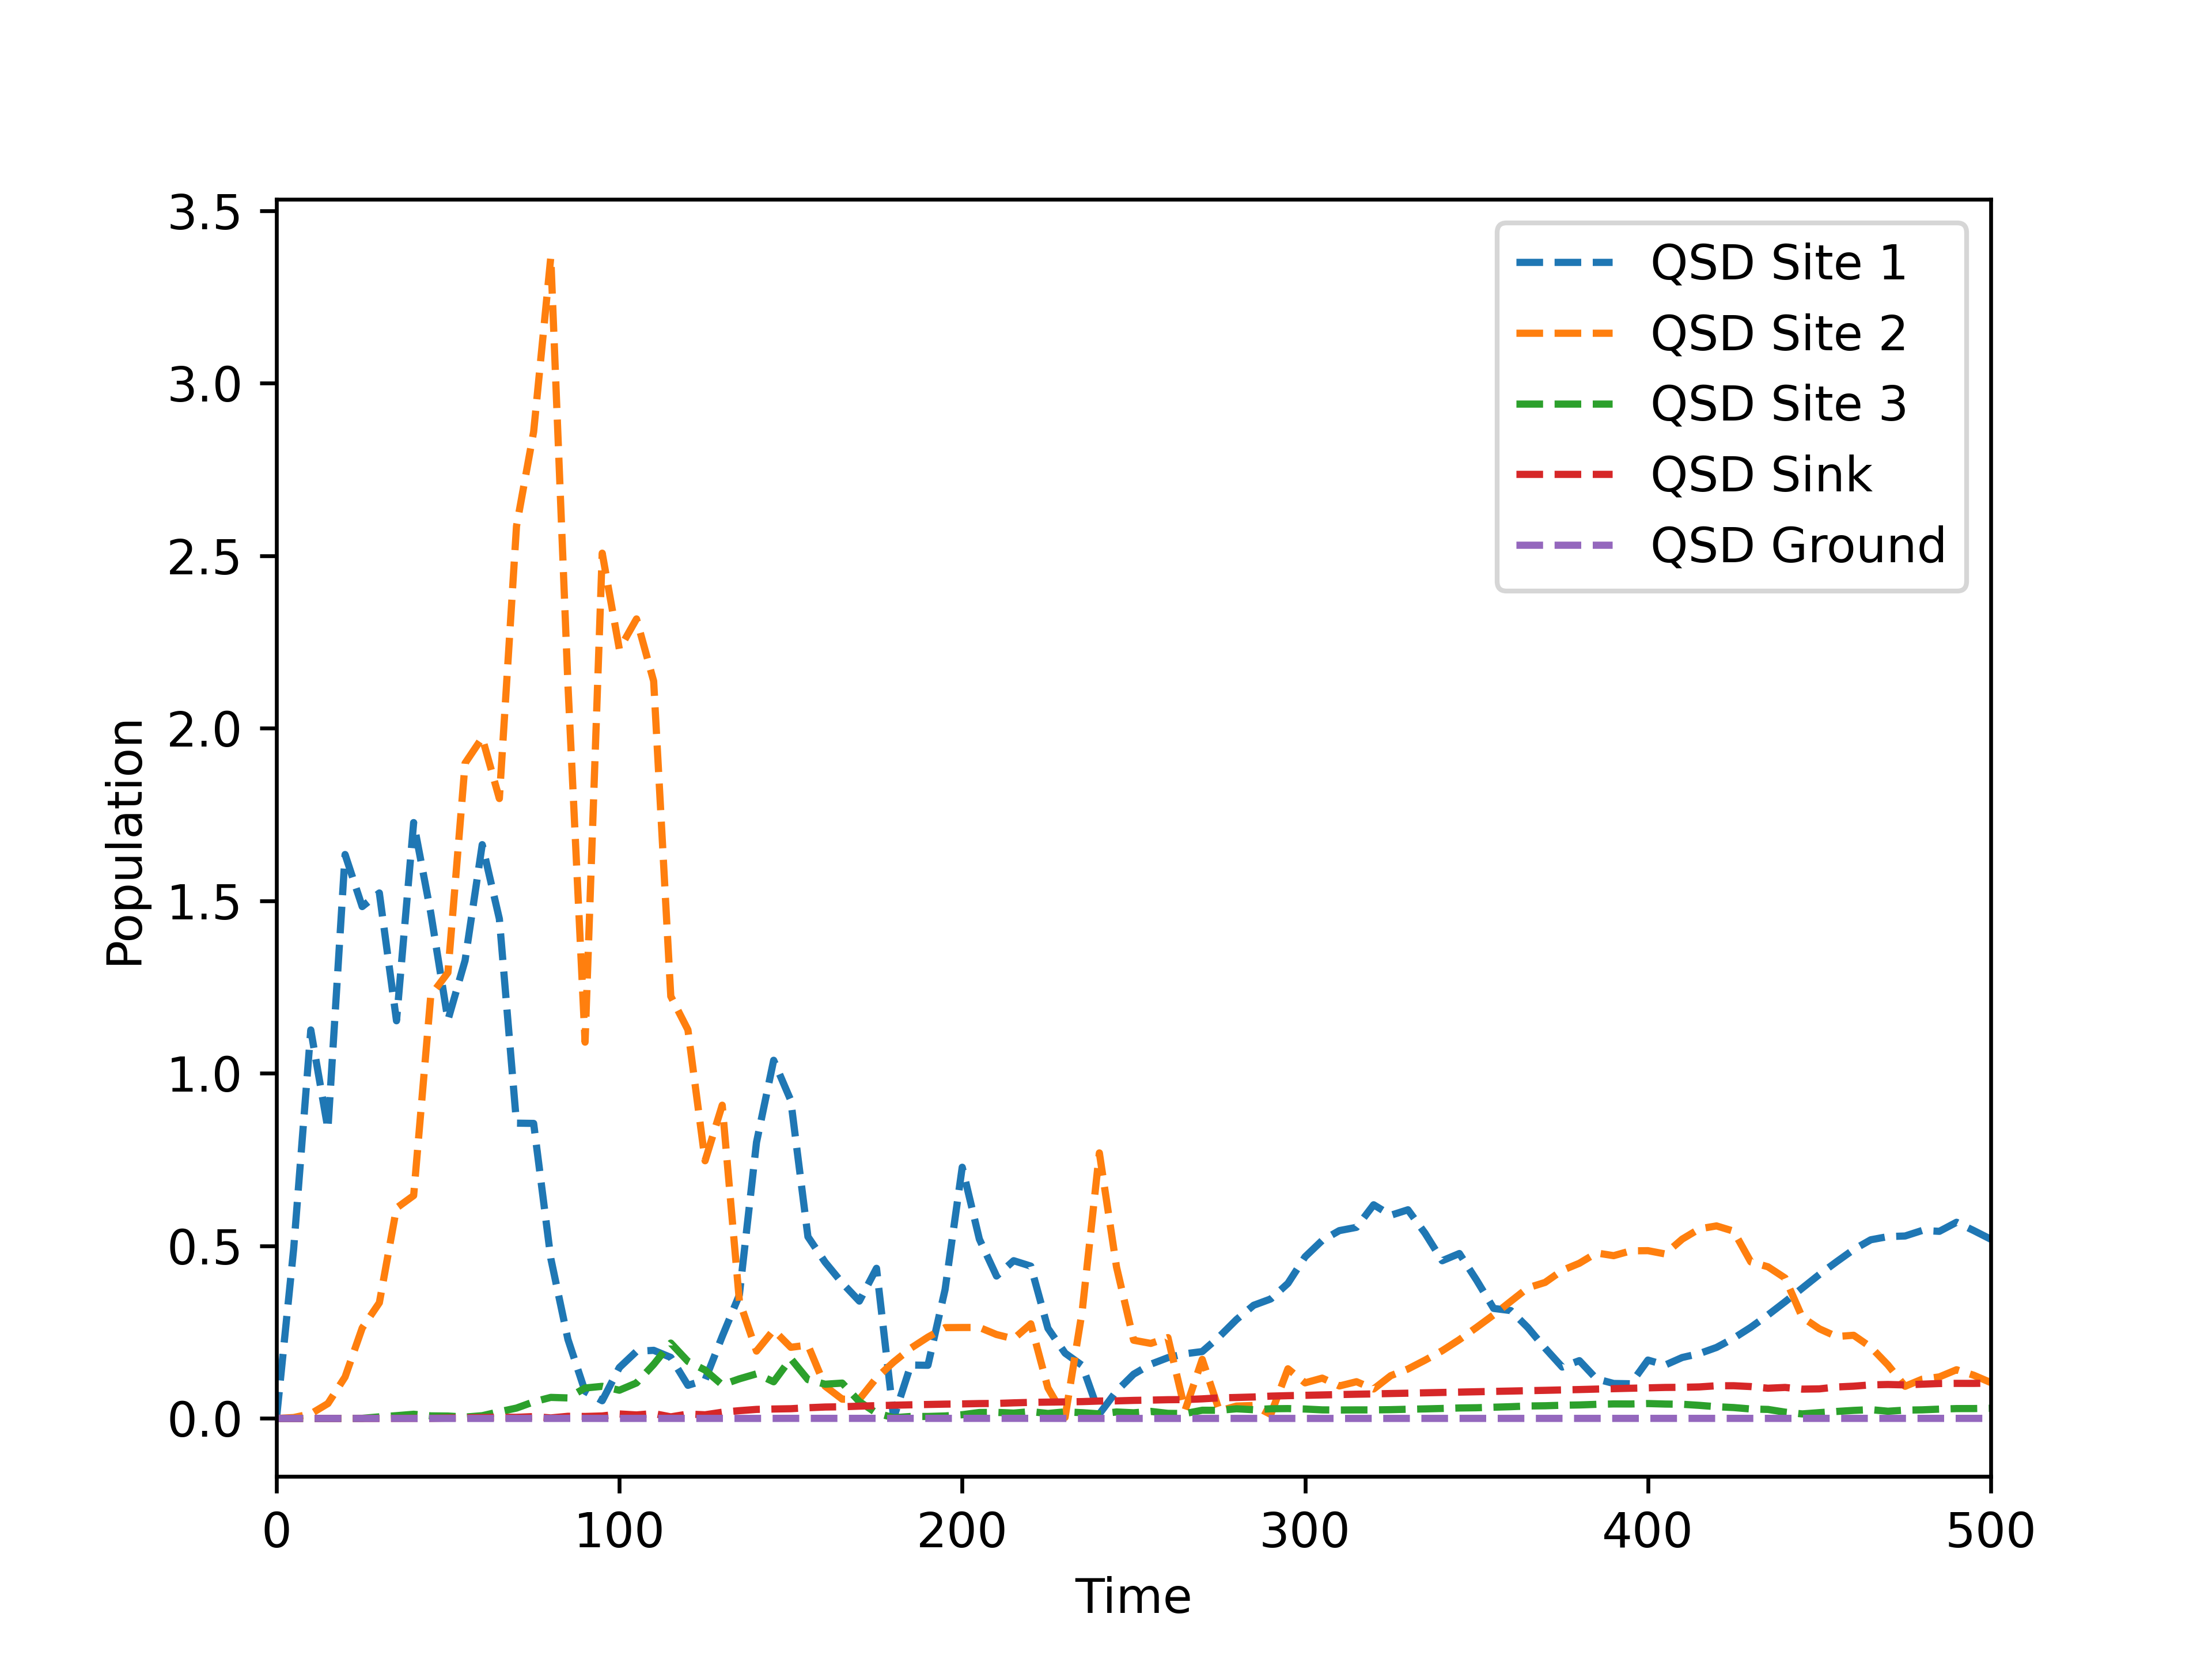 3.5
3.0
2.5
2.0
1.5
1.0
0.5
0.0
Population
0 100 200 300 400 500
Time
QSD Site 1
QSD Site 2
QSD Site 3
QSD Sink
QSD Ground